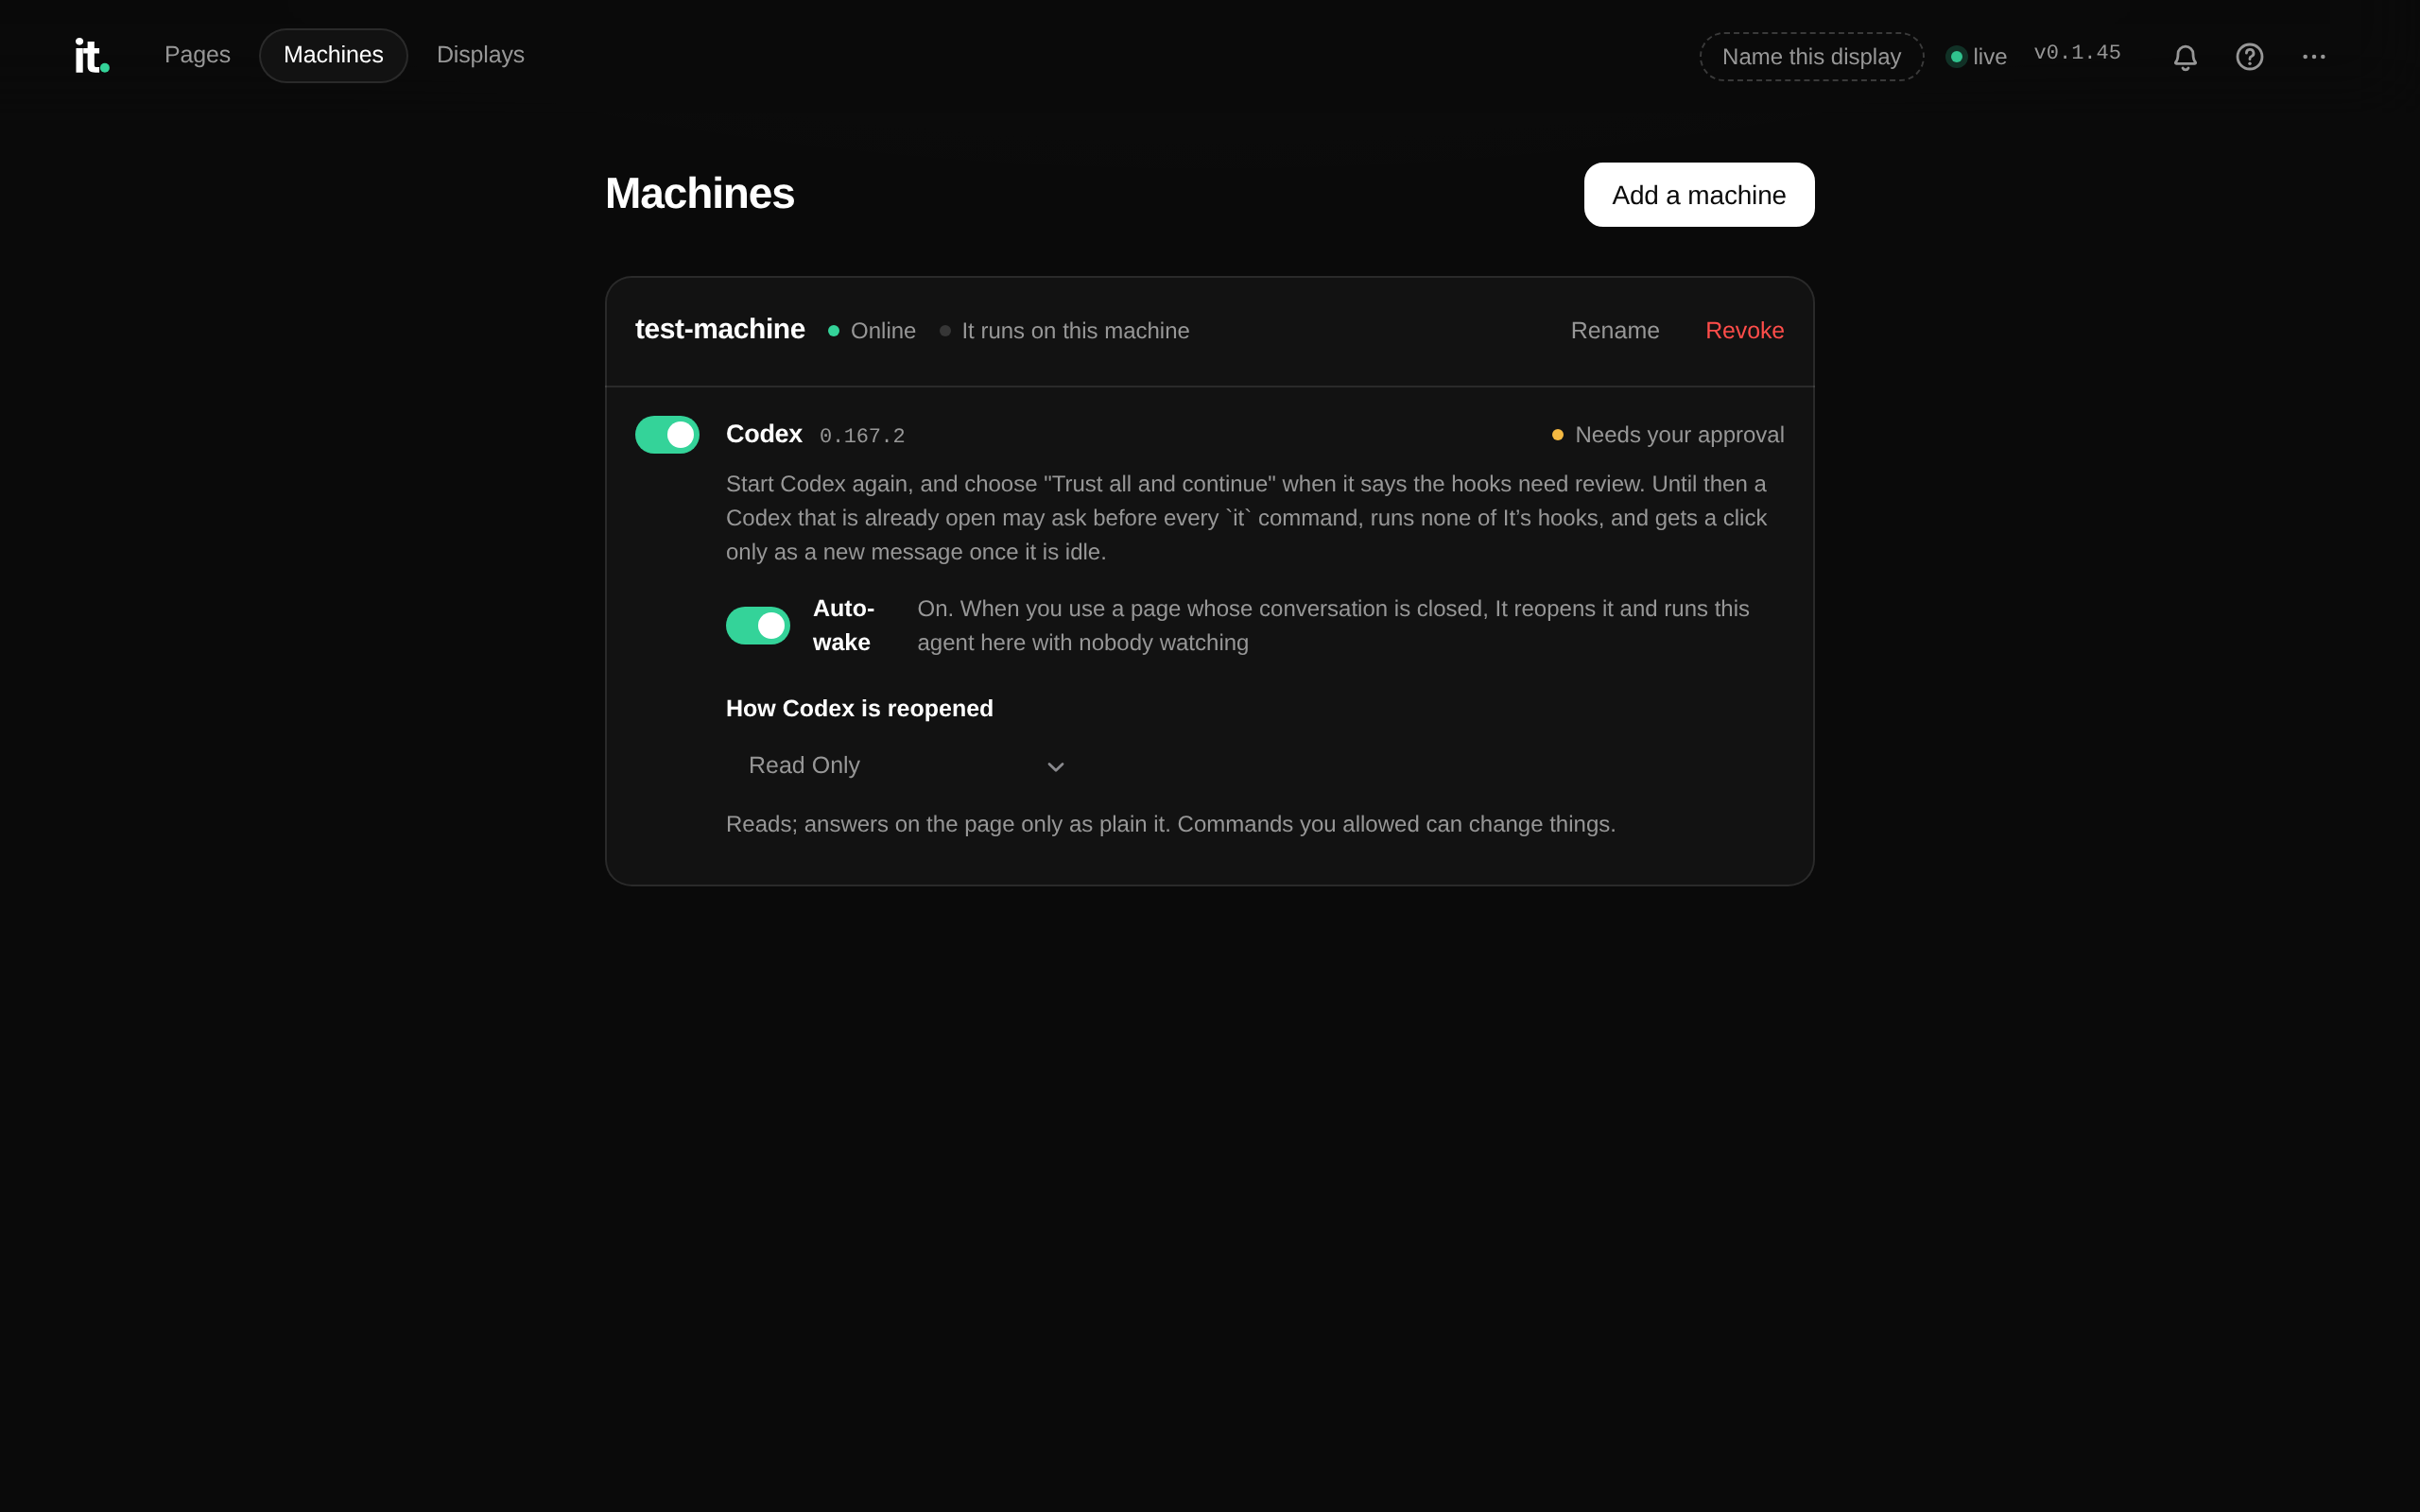 it.
Pages
Machines
Displays
Name this display
live
v0.1.45
Machines
Add a machine
test-machine
Online
It runs on this machine
Rename
Revoke
Codex 0.167.2
Needs your approval
Start Codex again, and choose "Trust all and continue" when it says the hooks need review. Until then a
Codex that is already open may ask before every `it` command, runs none of It’s hooks, and gets a click
only as a new message once it is idle.
Auto-
wake
On. When you use a page whose conversation is closed, It reopens it and runs this
agent here with nobody watching
How Codex is reopened
Read Only
Reads; answers on the page only as plain it. Commands you allowed can change things.